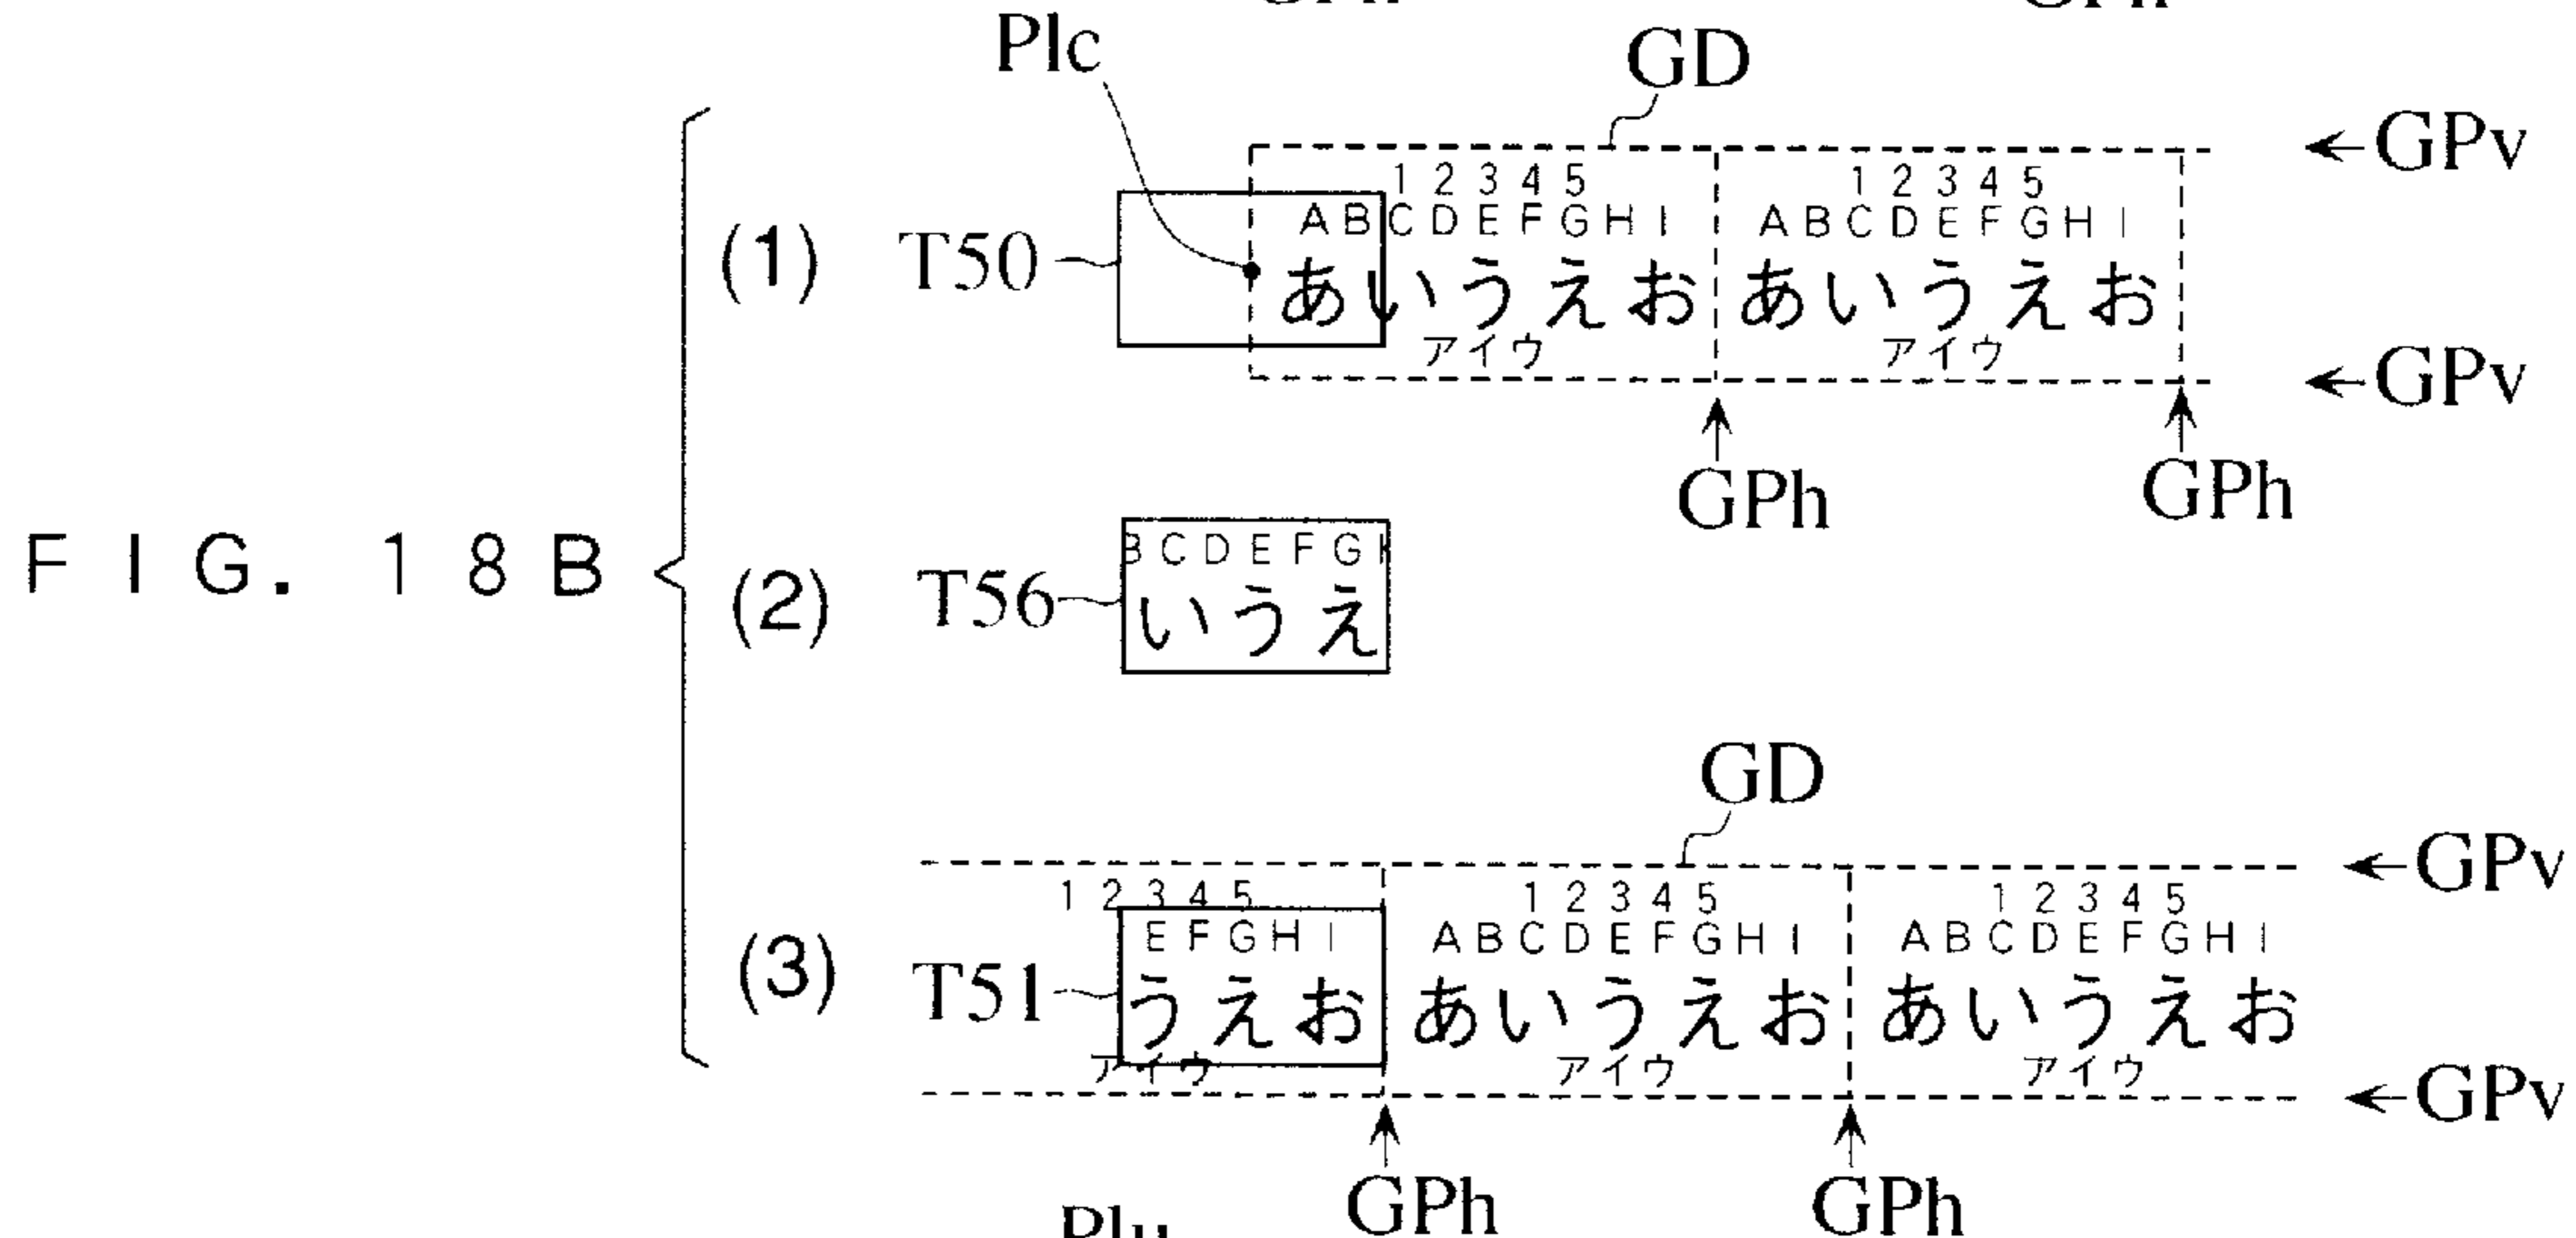 Plc
GD
GPv
1 2 3 4 5 1 2 3 4 5
A B C D E F G H I A B C D E F G H I
(1) T50
あいうえお あいうえお
アイウ アイウ
GPv
GPh GPh
FIG. 18B
B C D E F G H
(2) T56
いうえ
GD
GPv
1 2 3 4 5 1 2 3 4 5 1 2 3 4 5
E F G H I A B C D E F G H I A B C D E F G H I
(3) T51
うえお あいうえお あいうえお
アイウ アイウ アイウ
GPv
GPh GPh